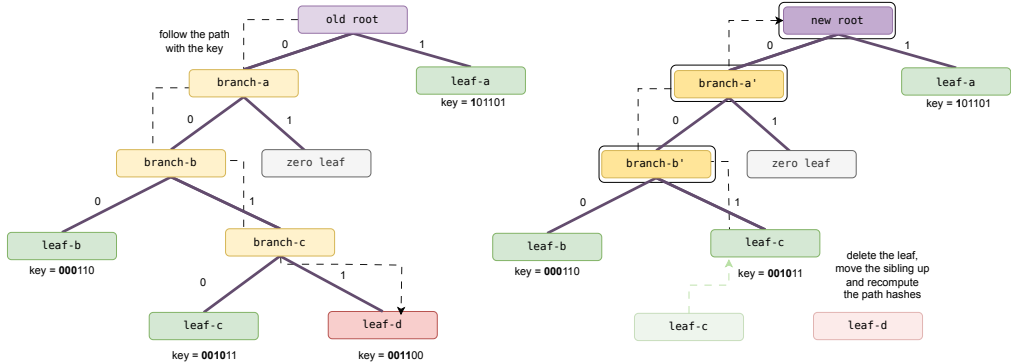 old root
follow the path
with the key
0
1
branch-a
leaf-a
key = 101101
0
1
branch-b
zero leaf
0
1
leaf-b
key = 000110
branch-c
0
1
leaf-c
key = 001011
leaf-d
key = 001100
new root
0
1
branch-a'
leaf-a
key = 101101
0
1
branch-b'
zero leaf
0
1
leaf-b
key = 000110
leaf-c
key = 001011
delete the leaf,
move the sibling up
and recompute
the path hashes
leaf-c
leaf-d